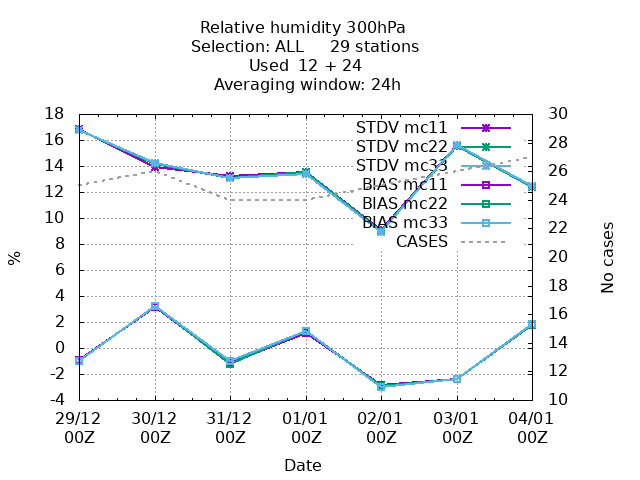 Relative humidity 300hPa
Selection: ALL 29 stations
Used 12 + 24
Averaging window: 24h
18
16
14
12
10
8
6
4
2
0
-2
-4
%
30
28
26
24
22
20
18
16
14
12
10
No cases
STDV mc11
STDV mc22
STDV mc33
BIAS mc11
BIAS mc22
BIAS mc33
CASES
29/12 30/12 31/12 01/01 02/01 03/01 04/01
00Z 00Z 00Z 00Z 00Z 00Z 00Z
Date